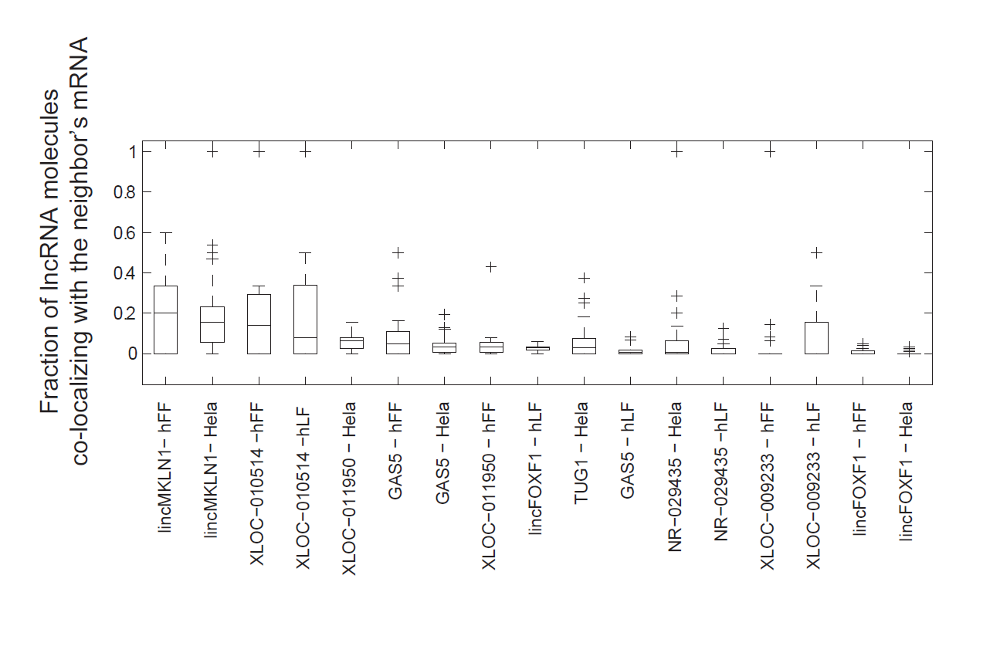 Fraction of lncRNA molecules
co-localizing with the neighbor's mRNA
1
0.8
0.6
0.4
0.2
0
lincMKLN1− hFF
lincMKLN1− Hela
XLOC−010514 −hFF
XLOC−010514 −hLF
XLOC−011950 − Hela
GAS5 − hFF
GAS5 − Hela
XLOC−011950 − hFF
lincFOXF1 − hLF
TUG1 − Hela
GAS5 − hLF
NR−029435 − Hela
NR−029435 −hLF
XLOC−009233 − hFF
XLOC−009233 − hLF
lincFOXF1 − hFF
lincFOXF1 − Hela